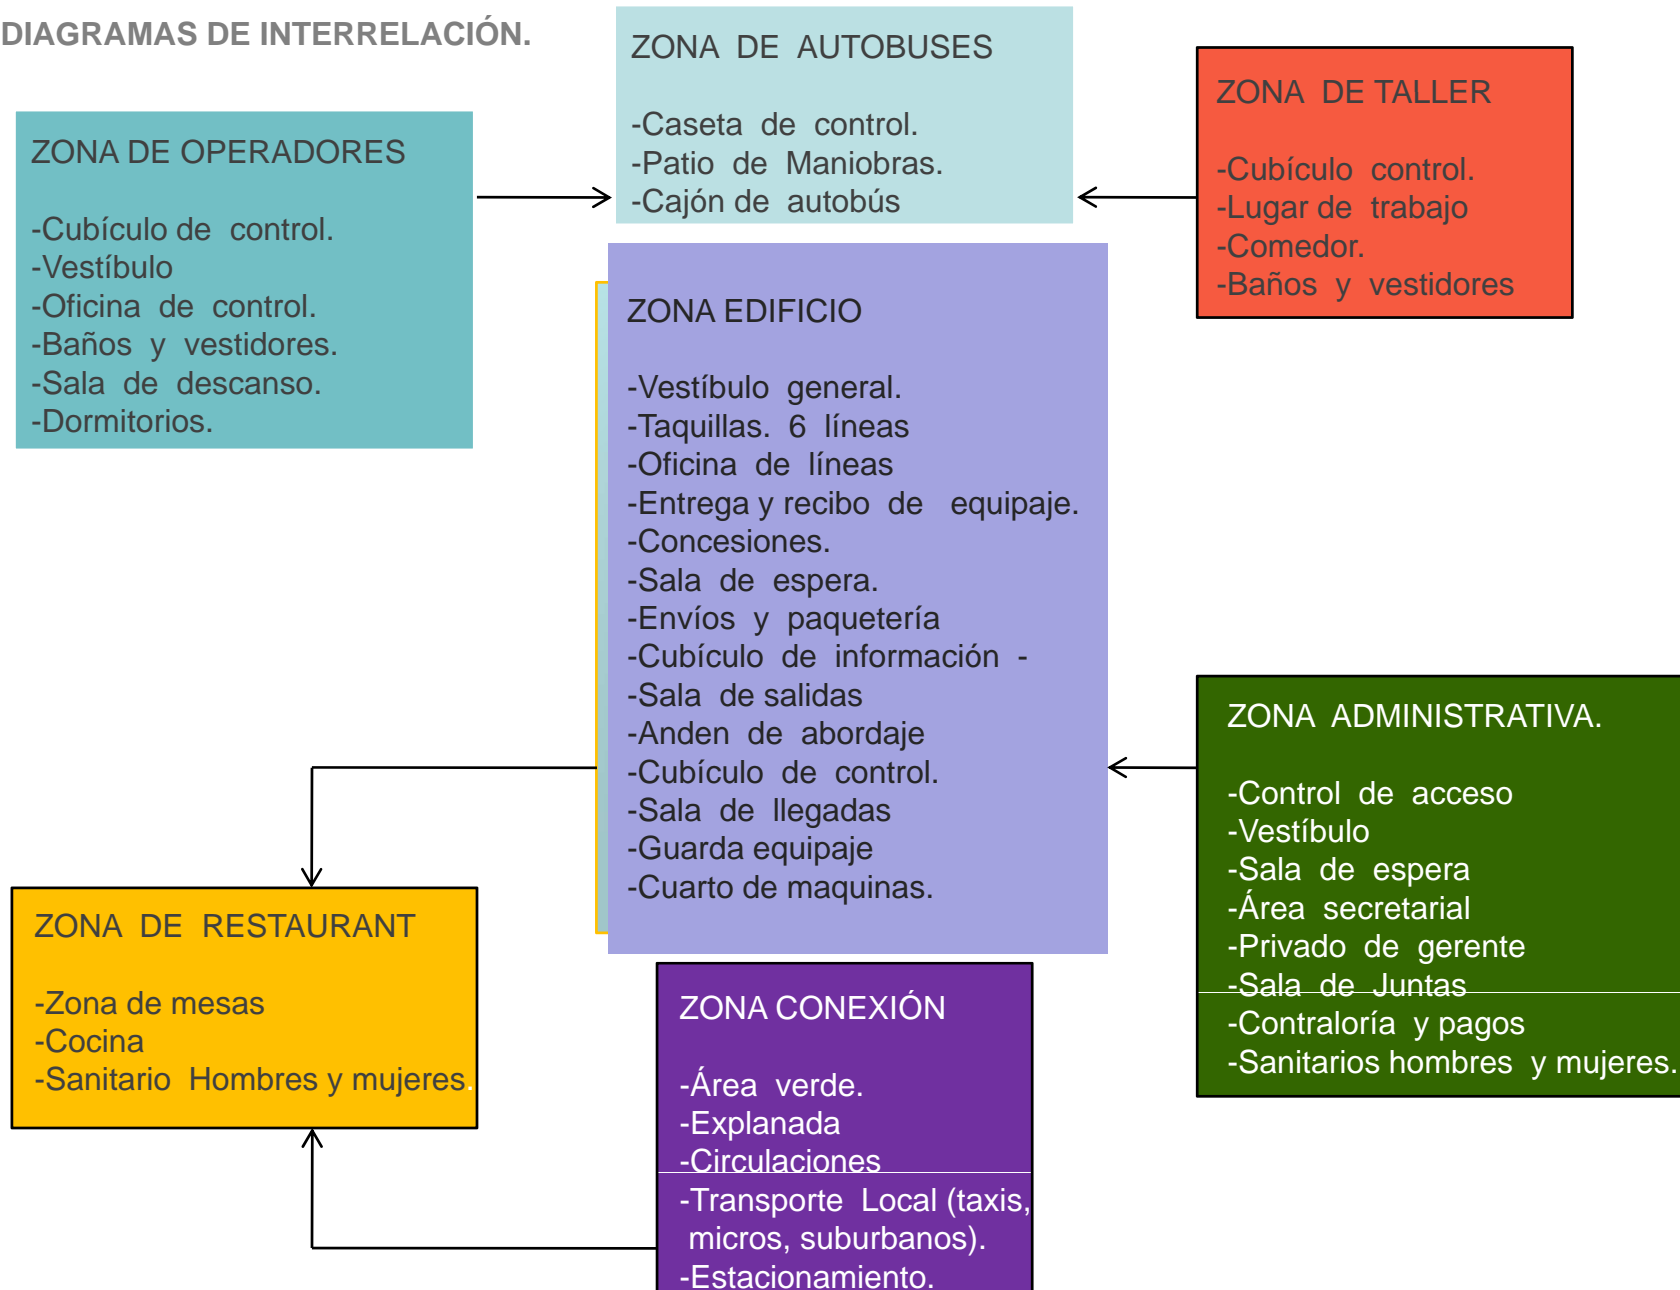 DIAGRAMAS DE INTERRELACIÓN.
ZONA DE AUTOBUSES
-Caseta de control.
-Patio de Maniobras.
-Cajón de autobús
ZONA DE TALLER
-Cubículo control.
-Lugar de trabajo
-Comedor.
-Baños y vestidores
ZONA DE OPERADORES
-Cubículo de control.
-Vestíbulo
-Oficina de control.
-Baños y vestidores.
-Sala de descanso.
-Dormitorios.
ZONA EDIFICIO
-Vestíbulo general.
-Taquillas. 6 líneas
-Oficina de líneas
-Entrega y recibo de equipaje.
-Concesiones.
-Sala de espera.
-Envíos y paquetería
-Cubículo de información -
-Sala de salidas
-Anden de abordaje
-Cubículo de control.
-Sala de llegadas
-Guarda equipaje
-Cuarto de maquinas.
ZONA ADMINISTRATIVA.
-Control de acceso
-Vestíbulo
-Sala de espera
-Área secretarial
-Privado de gerente
-Sala de Juntas
-Contraloría y pagos
-Sanitarios hombres y mujeres.
ZONA DE RESTAURANT
-Zona de mesas
-Cocina
-Sanitario Hombres y mujeres.
ZONA CONEXIÓN
-Área verde.
-Explanada
-Circulaciones
-Transporte Local (taxis,
micros, suburbanos).
-Estacionamiento.